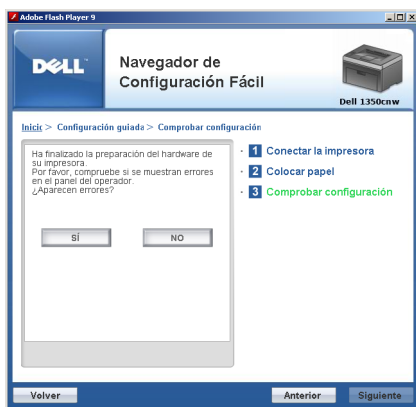 Adobe Flash Player 9
DELL™
Navegador de
Configuración Fácil
Dell 1350cnw
Inicio > Configuración guiada > Comprobar configuración
Ha finalizado la preparación del hardware de
su impresora.
Por favor, compruebe si se muestran errores
en el panel del operador.
¿Aparecen errores?
SÍ
NO
1 Conectar la impresora
2 Colocar papel
3 Comprobar configuración
Volver
Anterior
Siguiente